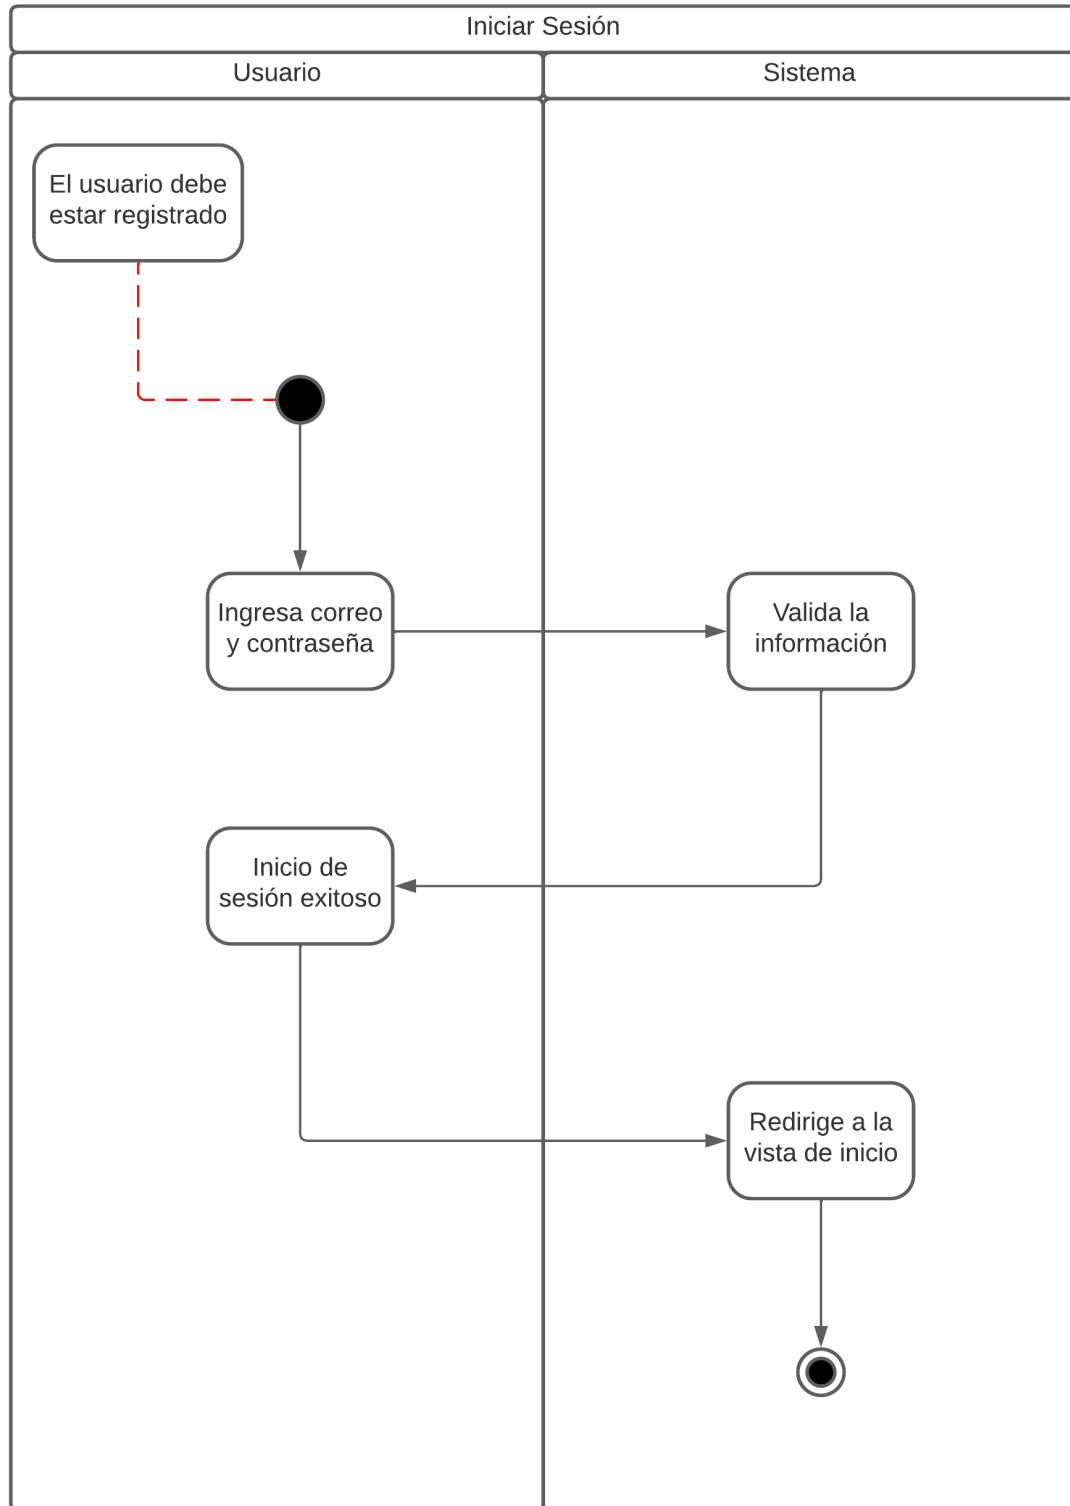 Iniciar Sesión
Usuario
Sistema
El usuario debe
estar registrado
Ingresa correo
y contraseña
Valida la
información
Inicio de
sesión exitoso
Redirige a la
vista de inicio